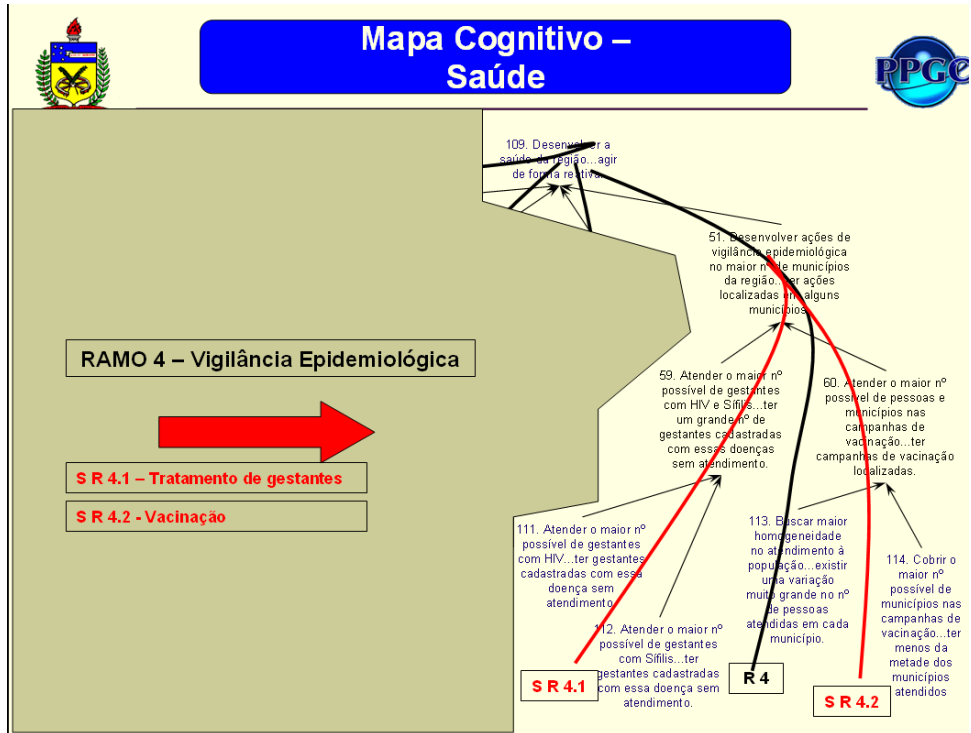 Mapa Cognitivo –
Saúde
PPGe
109. Desenvolver a
saúde da região...agir
de forma reativa.
51. Desenvolver ações de
vigilância epidemiológica
no maior nº de municípios
da região...ter ações
localizadas em alguns
municípios.
RAMO 4 – Vigilância Epidemiológica
S R 4.1 – Tratamento de gestantes
S R 4.2 - Vacinação
59. Atender o maior nº
possível de gestantes
com HIV e Sífilis...ter
um grande nº de
gestantes cadastradas
com essas doenças
sem atendimento.
60. Atender o maior nº
possível de pessoas e
municípios nas
campanhas de
vacinação...ter
campanhas de vacinação
localizadas.
111. Atender o maior nº
possível de gestantes
com HIV...ter gestantes
cadastradas com essa
doença sem
atendimento.
112. Atender o maior nº
possível de gestantes
com Sífilis...ter
gestantes cadastradas
com essa doença sem
atendimento.
113. Buscar maior
homogeneidade
no atendimento à
população...existir
uma variação
muito grande no nº
de pessoas
atendidas em cada
município.
114. Cobrir o
maior nº
possível de
municípios nas
campanhas de
vacinação...ter
menos da
metade dos
municípios
atendidos
S R 4.1
R 4
S R 4.2